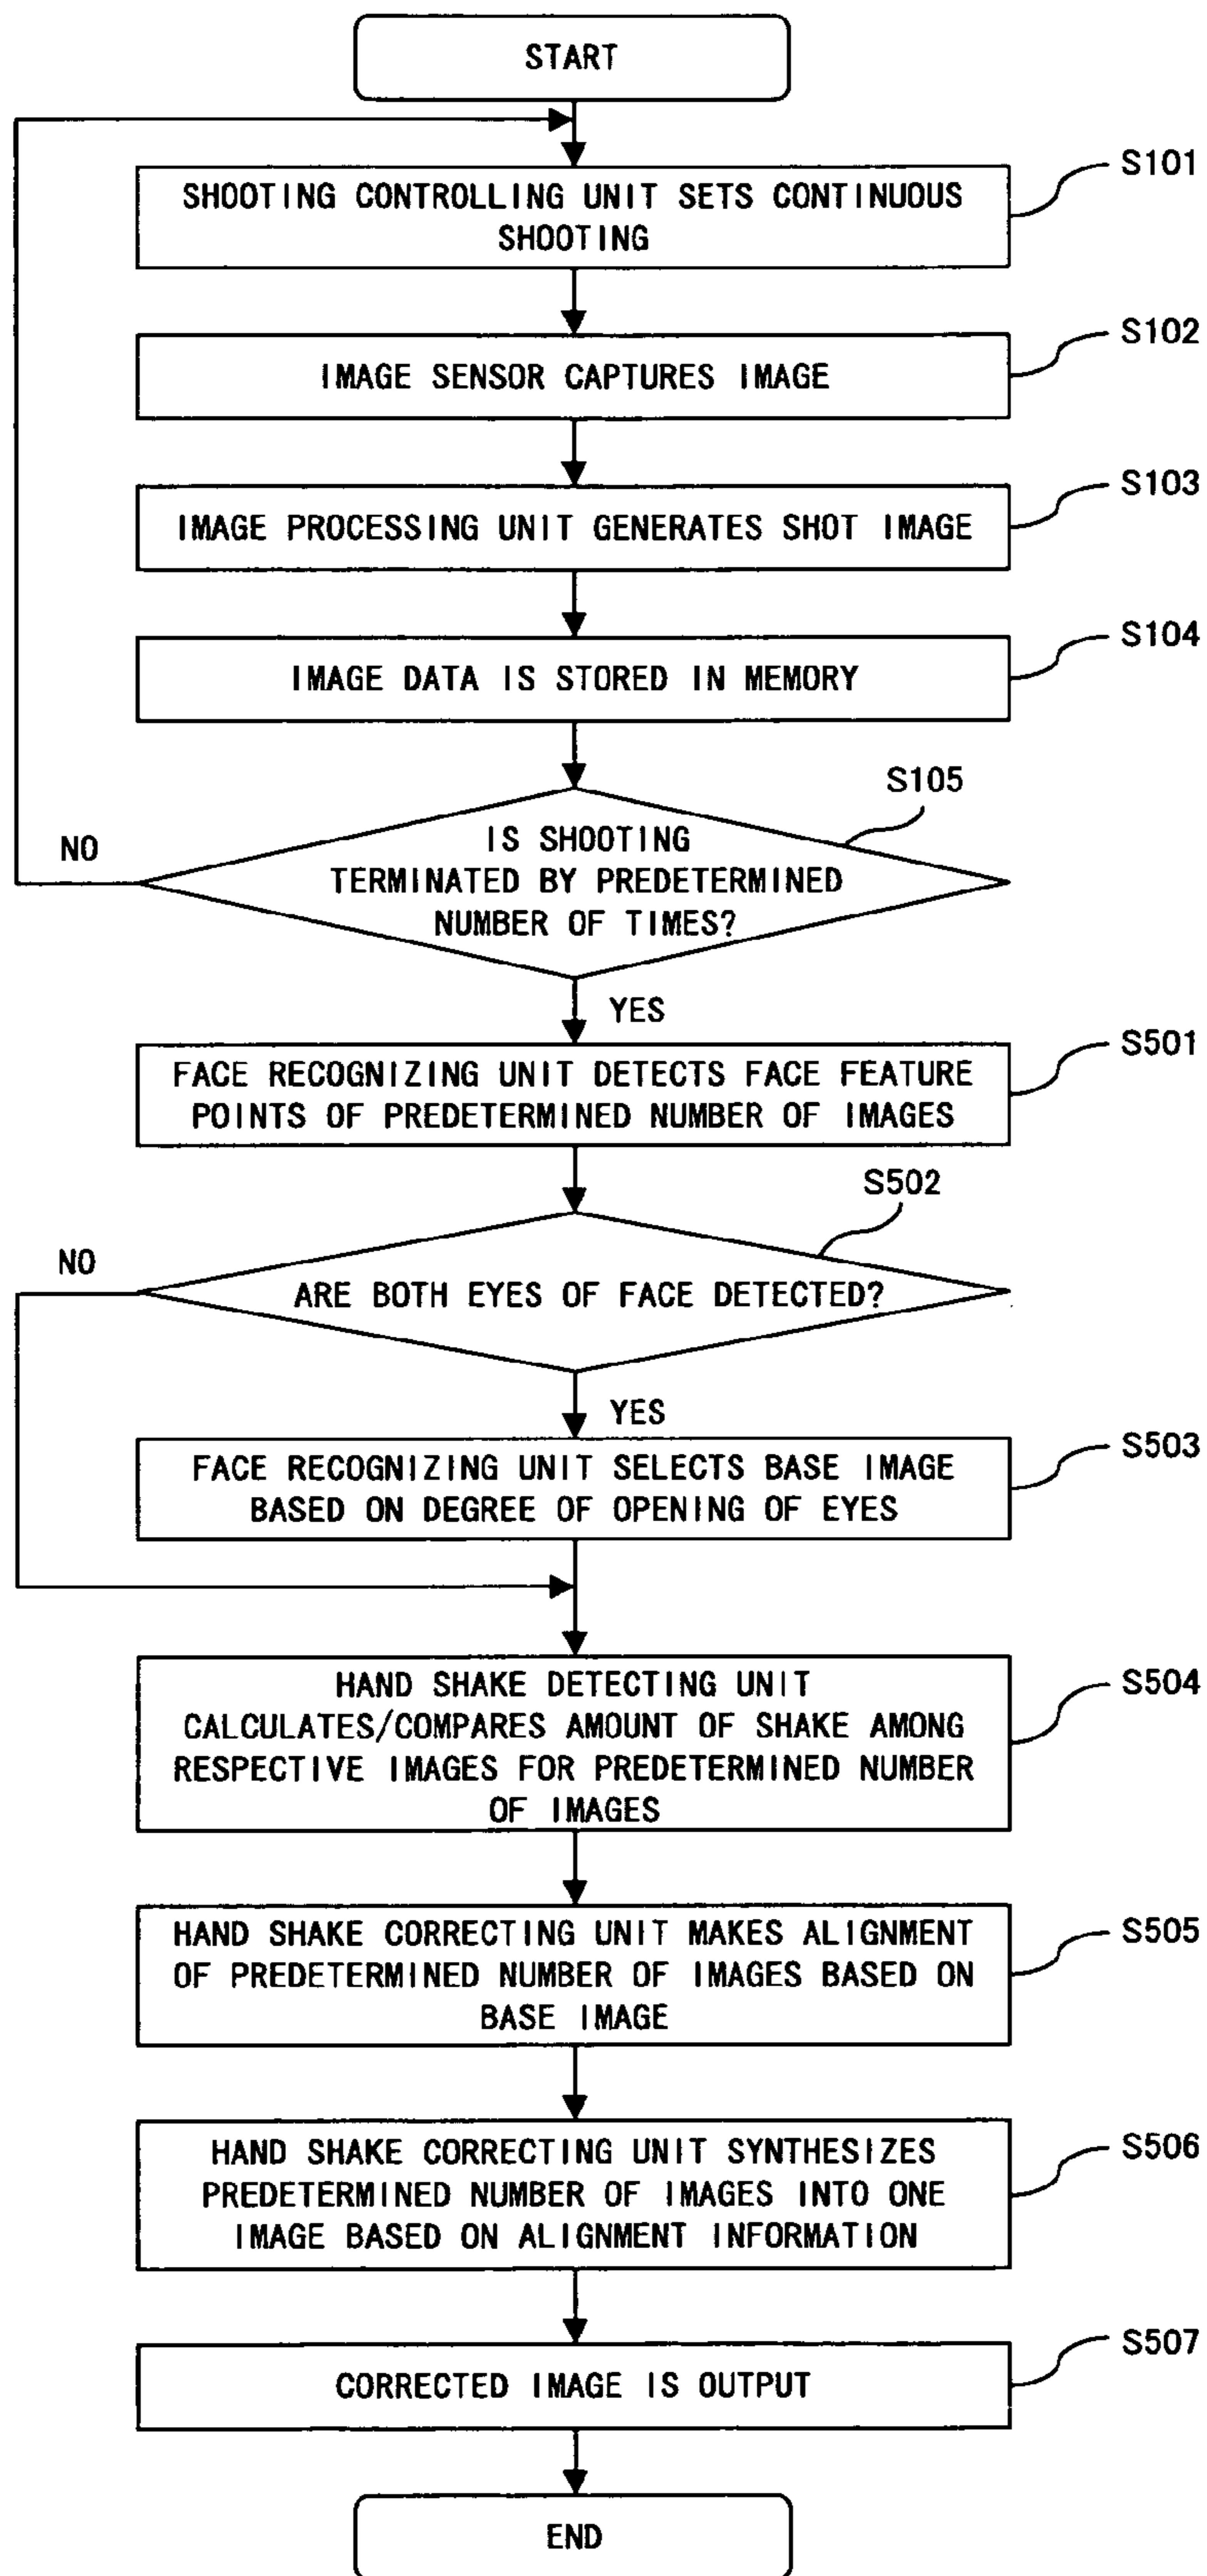 START
S101
SHOOTING CONTROLLING UNIT SETS CONTINUOUS
SHOOTING
S102
IMAGE SENSOR CAPTURES IMAGE
S103
IMAGE PROCESSING UNIT GENERATES SHOT IMAGE
S104
IMAGE DATA IS STORED IN MEMORY
S105
NO
IS SHOOTING
TERMINATED BY PREDETERMINED
NUMBER OF TIMES?
YES
S501
FACE RECOGNIZING UNIT DETECTS FACE FEATURE
POINTS OF PREDETERMINED NUMBER OF IMAGES
S502
NO
ARE BOTH EYES OF FACE DETECTED?
YES
S503
FACE RECOGNIZING UNIT SELECTS BASE IMAGE
BASED ON DEGREE OF OPENING OF EYES
S504
HAND SHAKE DETECTING UNIT
CALCULATES/COMPARES AMOUNT OF SHAKE AMONG
RESPECTIVE IMAGES FOR PREDETERMINED NUMBER
OF IMAGES
S505
HAND SHAKE CORRECTING UNIT MAKES ALIGNMENT
OF PREDETERMINED NUMBER OF IMAGES BASED ON
BASE IMAGE
S506
HAND SHAKE CORRECTING UNIT SYNTHESIZES
PREDETERMINED NUMBER OF IMAGES INTO ONE
IMAGE BASED ON ALIGNMENT INFORMATION
S507
CORRECTED IMAGE IS OUTPUT
END